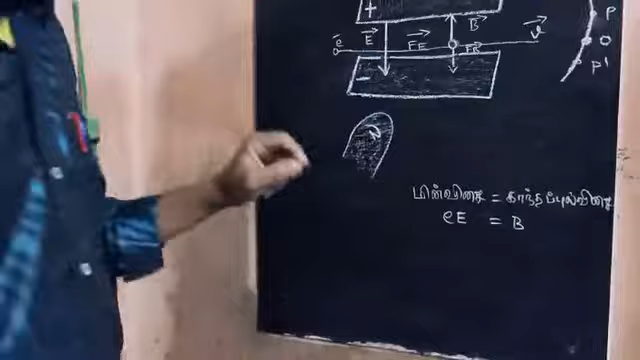 +
B
e E FE FB v
P
O
P'
-
மின்விசை = காந்தப்புலவிசை
eE = B